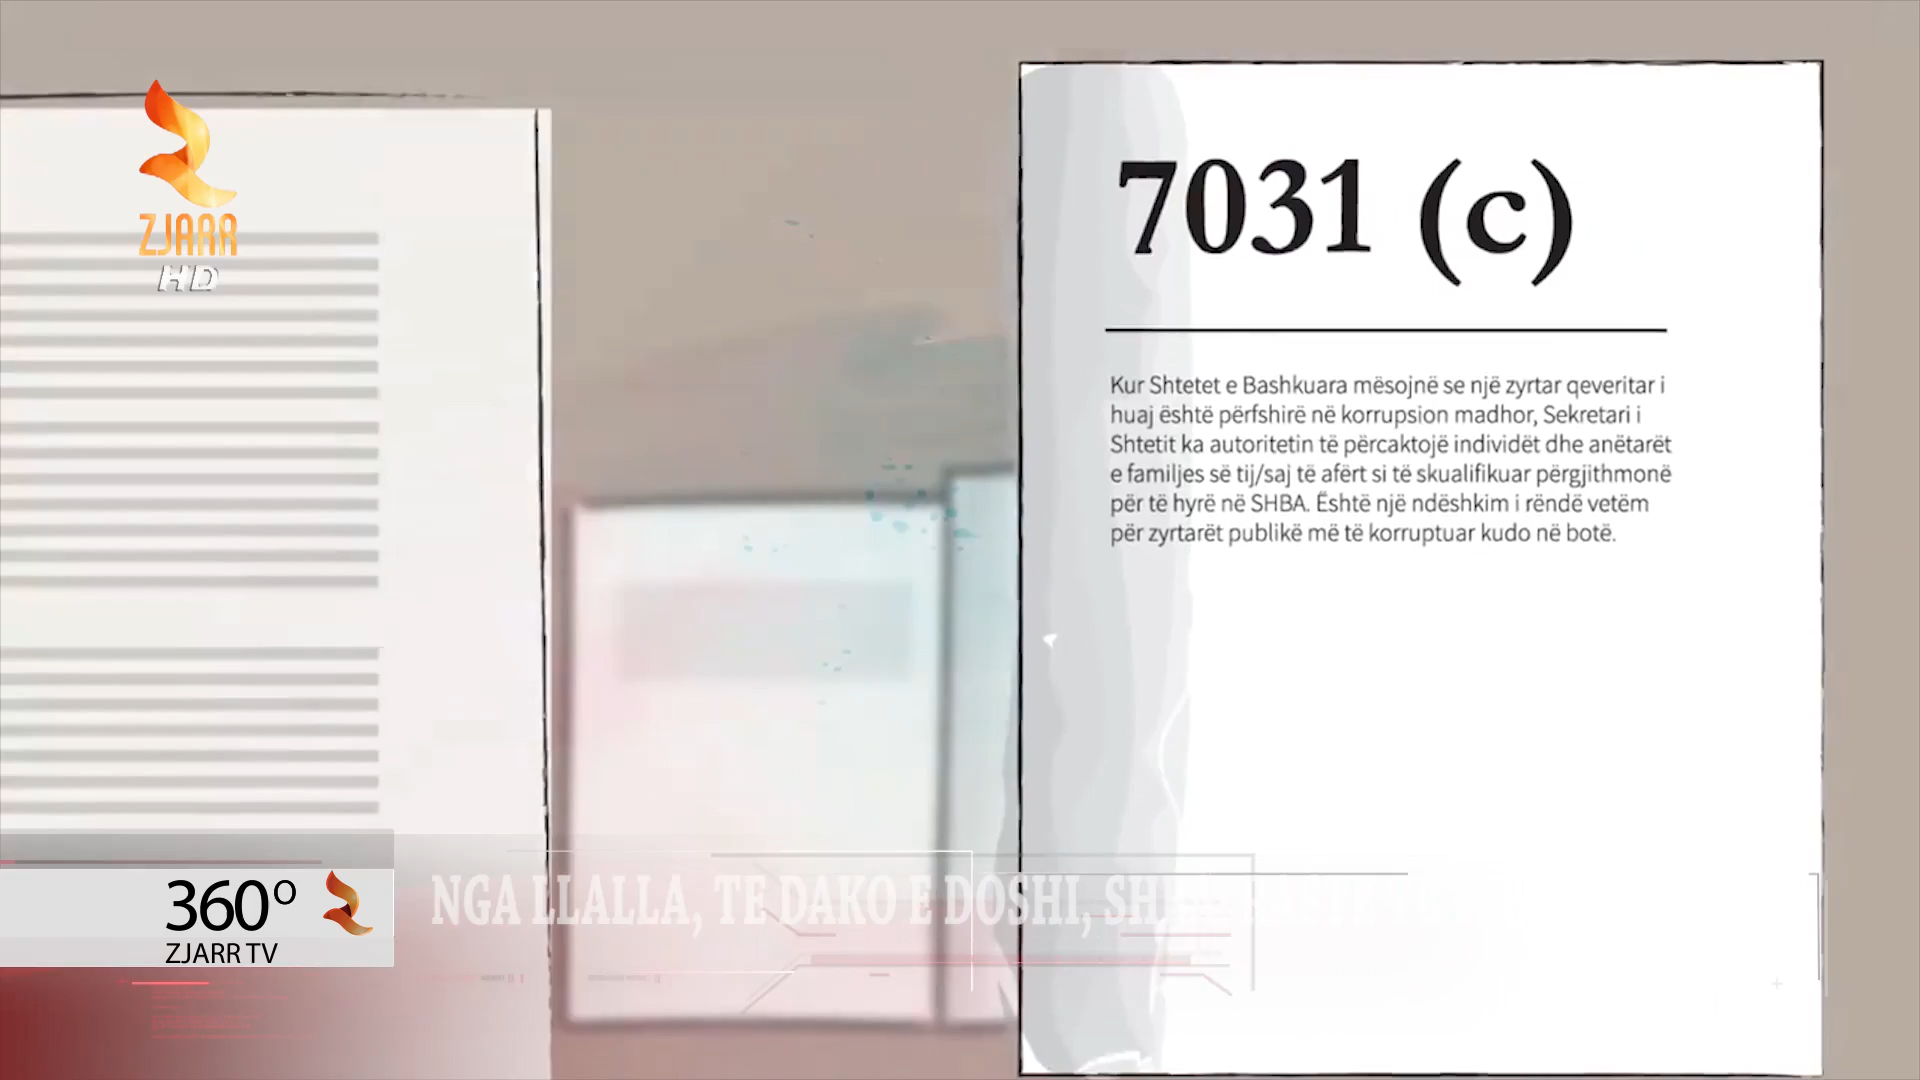 ZJARR
HD
7031 (c)
Kur Shtetet e Bashkuara mësojnë se një zyrtar qeveritar i
huaj është përfshirë në korrupsion madhor, Sekretari i
Shtetit ka autoritetin të përcaktojë individët dhe anëtarët
e familjes së tij/saj të afërt si të skualifikuar përgjithmonë
për të hyrë në SHBA. Është një ndëshkim i rëndë vetëm
për zyrtarët publikë më të korruptuar kudo në botë.
360º
ZJARR TV
NGA LLALLA, TE DAKO E DOSHI,